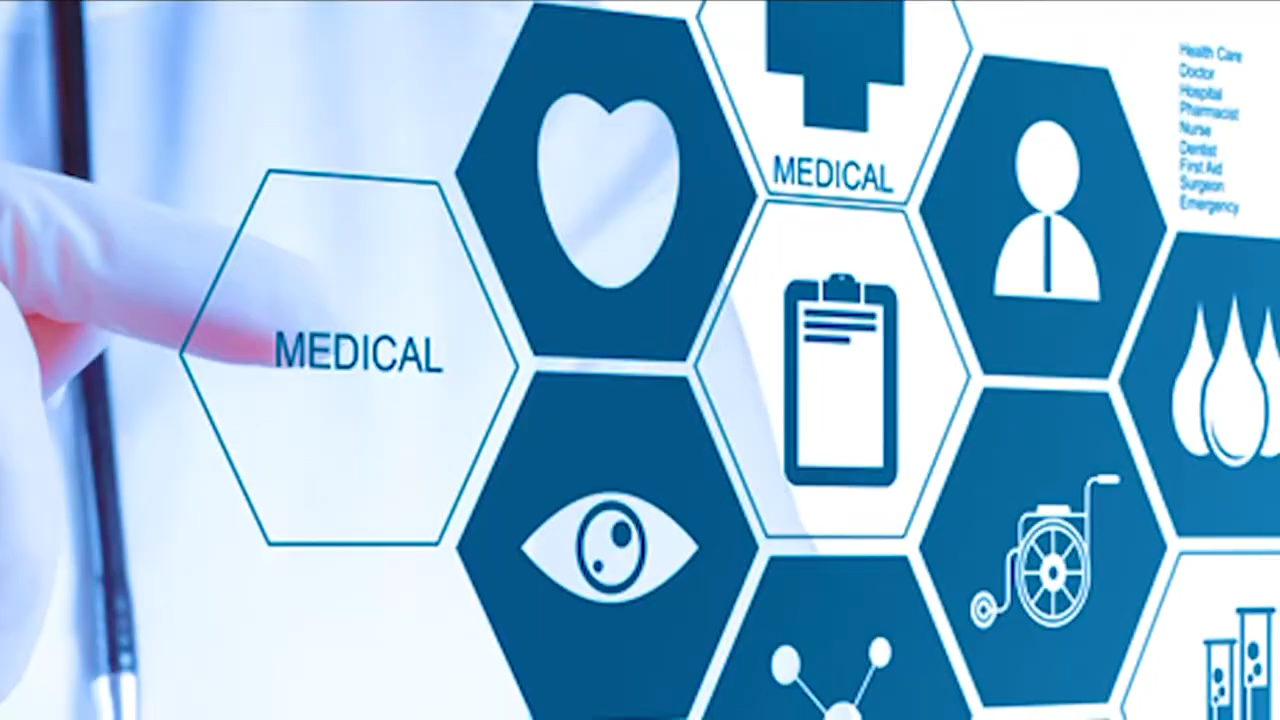 MEDICAL
MEDICAL
Health Care
Doctor
Hospital
Pharmacist
Nurse
Dentist
First Aid
Surgeon
Emergency